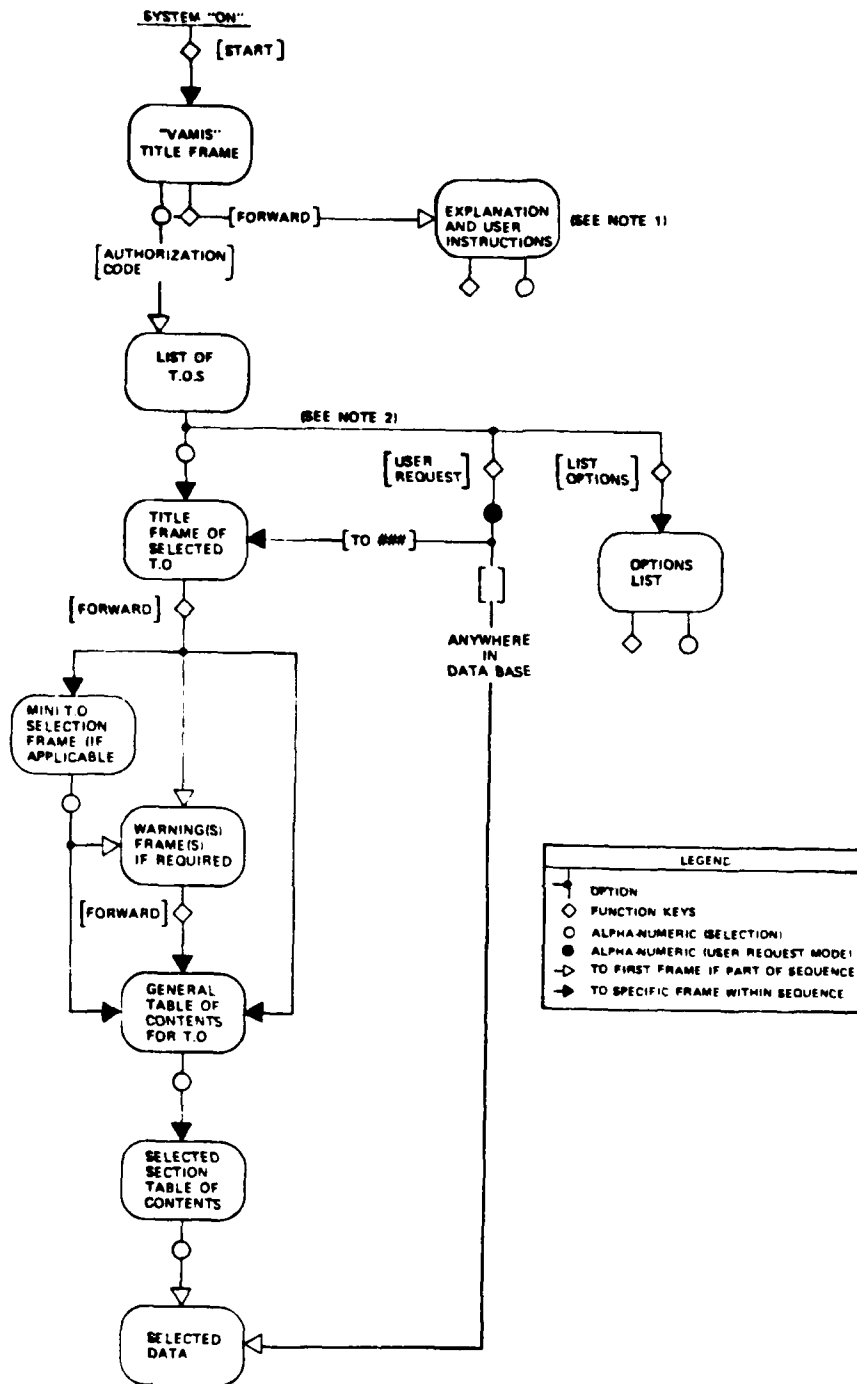 SYSTEM "ON"
[START]
"VAMIS"
TITLE FRAME
[FORWARD]
EXPLANATION
AND USER
INSTRUCTIONS
(SEE NOTE 1)
[AUTHORIZATION
CODE]
LIST OF
T.O.S
(SEE NOTE 2)
[USER
REQUEST]
[LIST
OPTIONS]
TITLE
FRAME OF
SELECTED
T.O
[TO ###]
OPTIONS
LIST
[ ]
[FORWARD]
ANYWHERE
IN
DATA BASE
MINI T.O
SELECTION
FRAME (IF
APPLICABLE
WARNING(S)
FRAME(S)
IF REQUIRED
[FORWARD]
GENERAL
TABLE OF
CONTENTS
FOR T.O
LEGEND
OPTION
FUNCTION KEYS
ALPHA-NUMERIC (SELECTION)
ALPHA-NUMERIC (USER REQUEST MODE)
TO FIRST FRAME IF PART OF SEQUENCE
TO SPECIFIC FRAME WITHIN SEQUENCE
SELECTED
SECTION
TABLE OF
CONTENTS
SELECTED
DATA